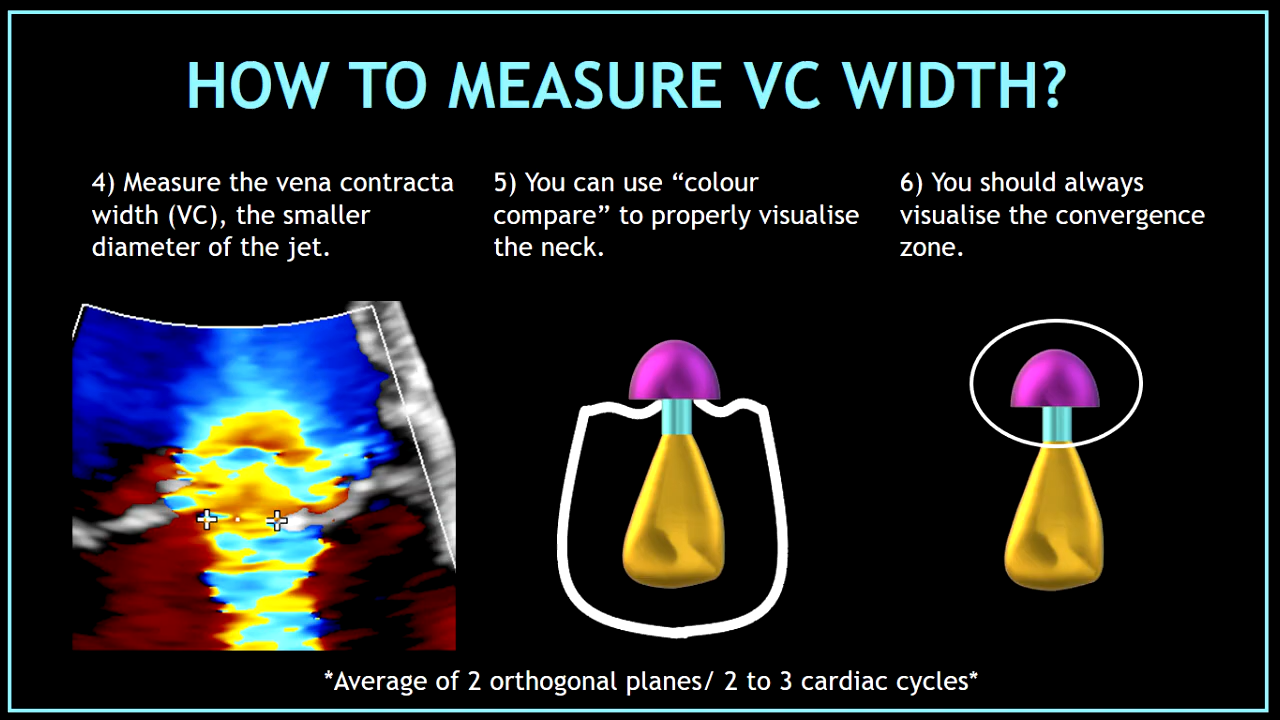 HOW TO MEASURE VC WIDTH?
4) Measure the vena contracta
width (VC), the smaller
diameter of the jet.
5) You can use “colour
compare” to properly visualise
the neck.
6) You should always
visualise the convergence
zone.
*Average of 2 orthogonal planes/ 2 to 3 cardiac cycles*